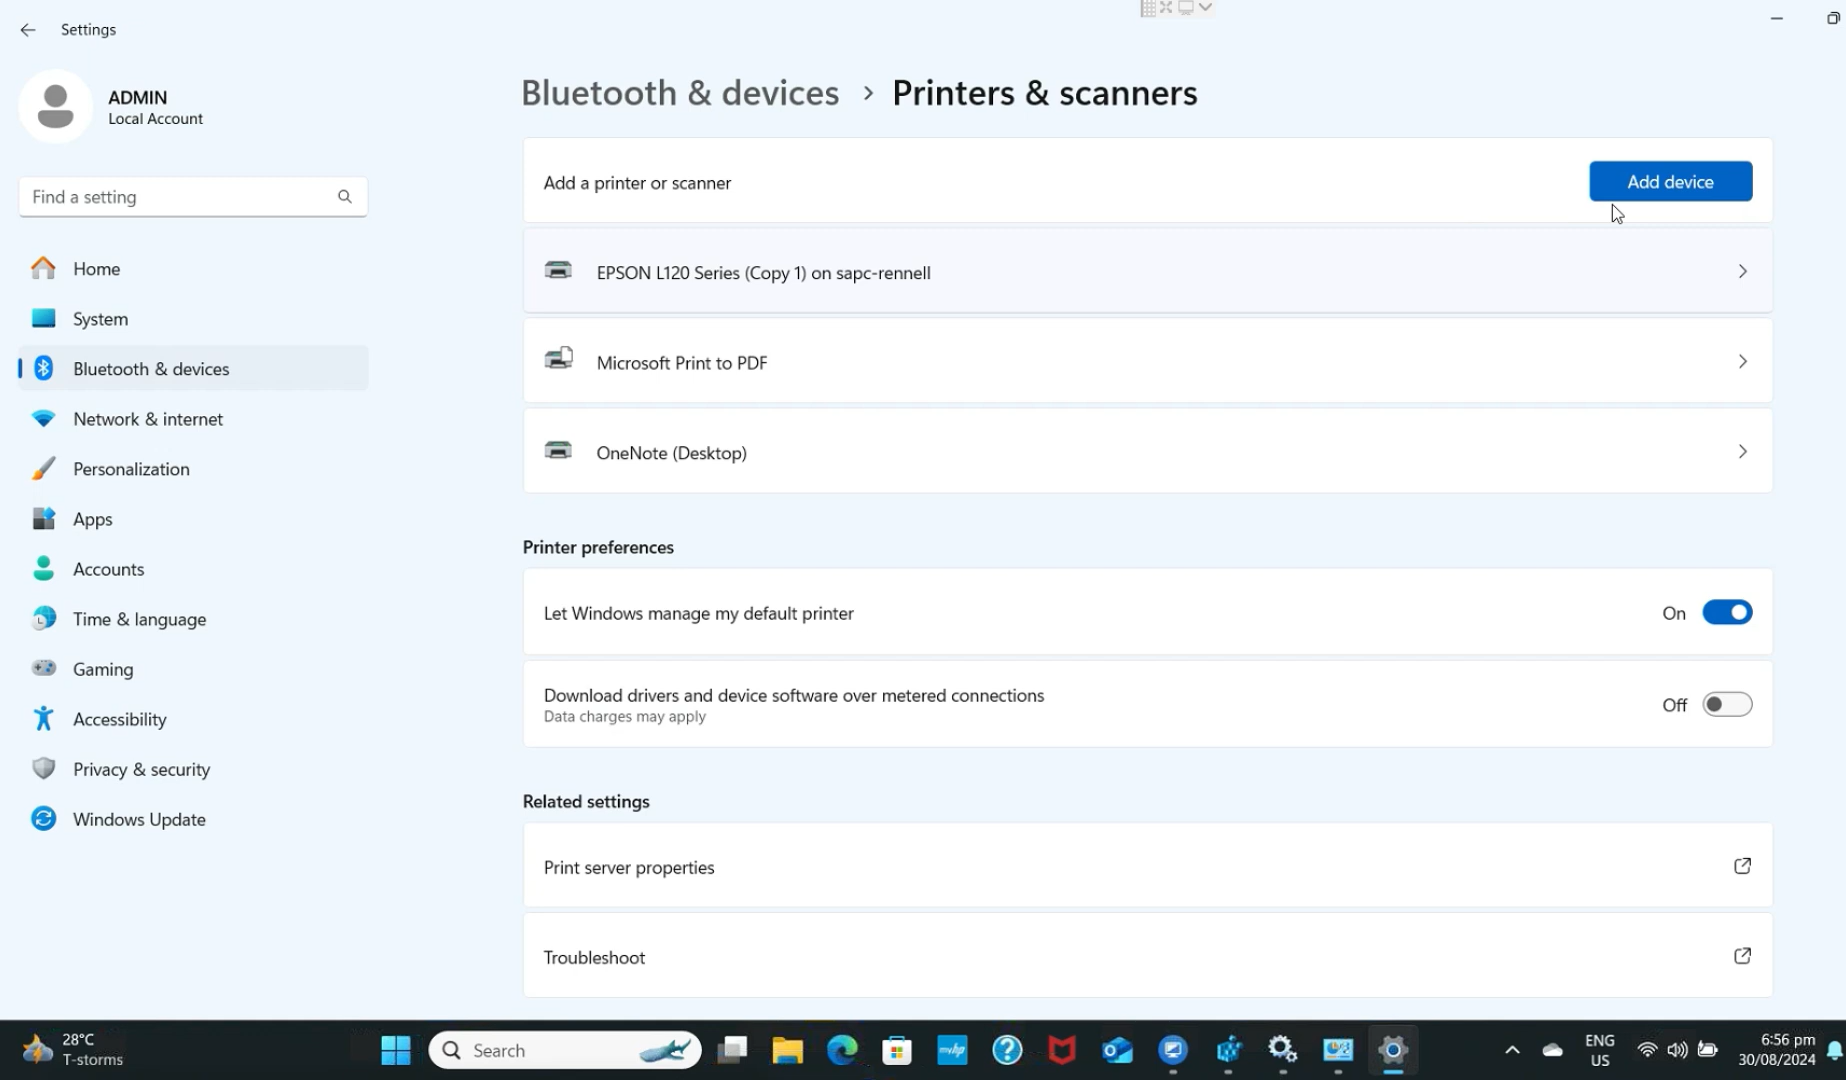 Settings
ADMIN
Local Account
Find a setting
Home
System
Bluetooth & devices
Network & internet
Personalization
Apps
Accounts
Time & language
Gaming
Accessibility
Privacy & security
Windows Update
Bluetooth & devices > Printers & scanners
Add a printer or scanner
Add device
EPSON L120 Series (Copy 1) on sapc-rennell
Microsoft Print to PDF
OneNote (Desktop)
Printer preferences
Let Windows manage my default printer
On
Download drivers and device software over metered connections
Data charges may apply
Off
Related settings
Print server properties
Troubleshoot
28°C
T-storms
Search
myhp
ENG
US
6:56 pm
30/08/2024